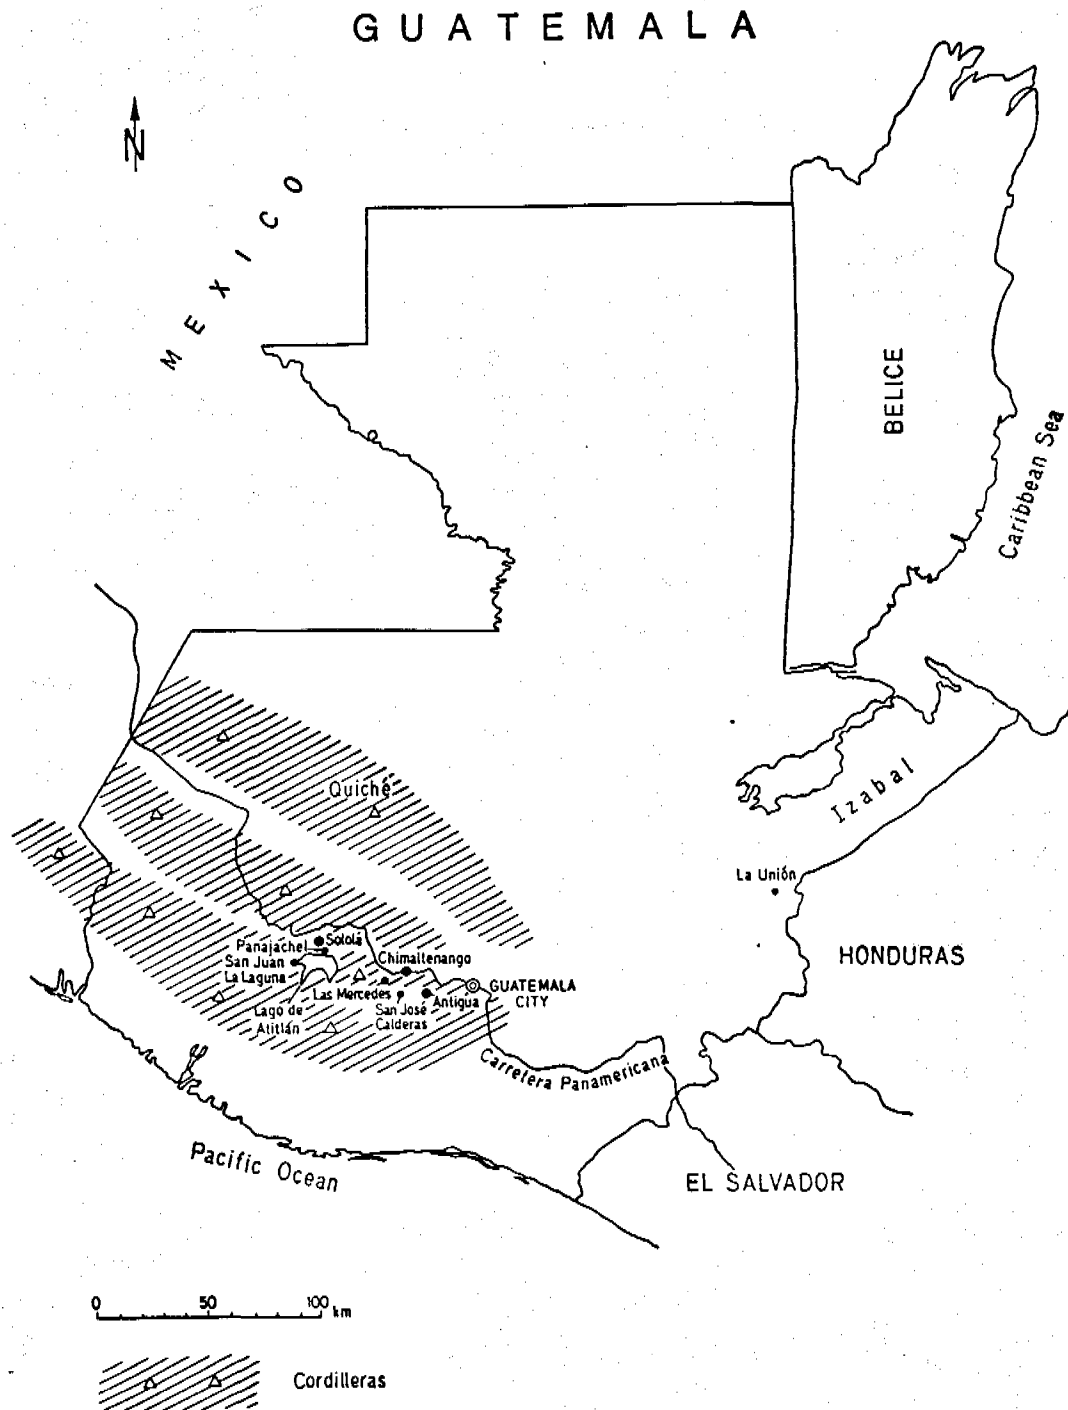 GUATEMALA
N
MEXICO
BELICE
Caribbean Sea
Quiché
Izabal
La Unión
HONDURAS
Sololá
Panajachel
San Juan
La Laguna
Chimaltenango
Las Mercedes
GUATEMALA
CITY
Antigua
San José
Calderas
Lago de
Atitlán
Carretera Panamericana
Pacific Ocean
EL SALVADOR
0 50 100 km
Cordilleras